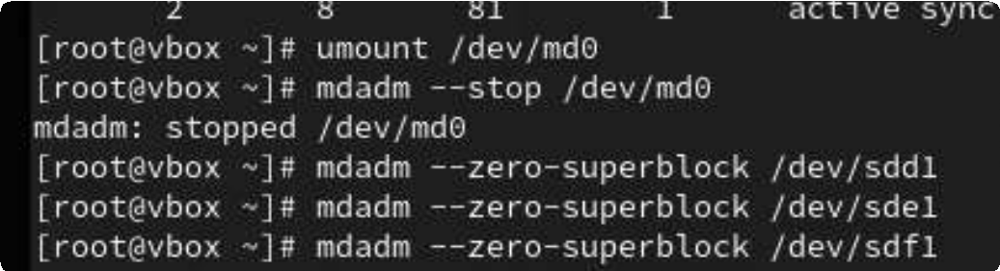 2 8 81 1 active sync
[root@vbox ~]# umount /dev/md0
[root@vbox ~]# mdadm --stop /dev/md0
mdadm: stopped /dev/md0
[root@vbox ~]# mdadm --zero-superblock /dev/sdd1
[root@vbox ~]# mdadm --zero-superblock /dev/sde1
[root@vbox ~]# mdadm --zero-superblock /dev/sdf1